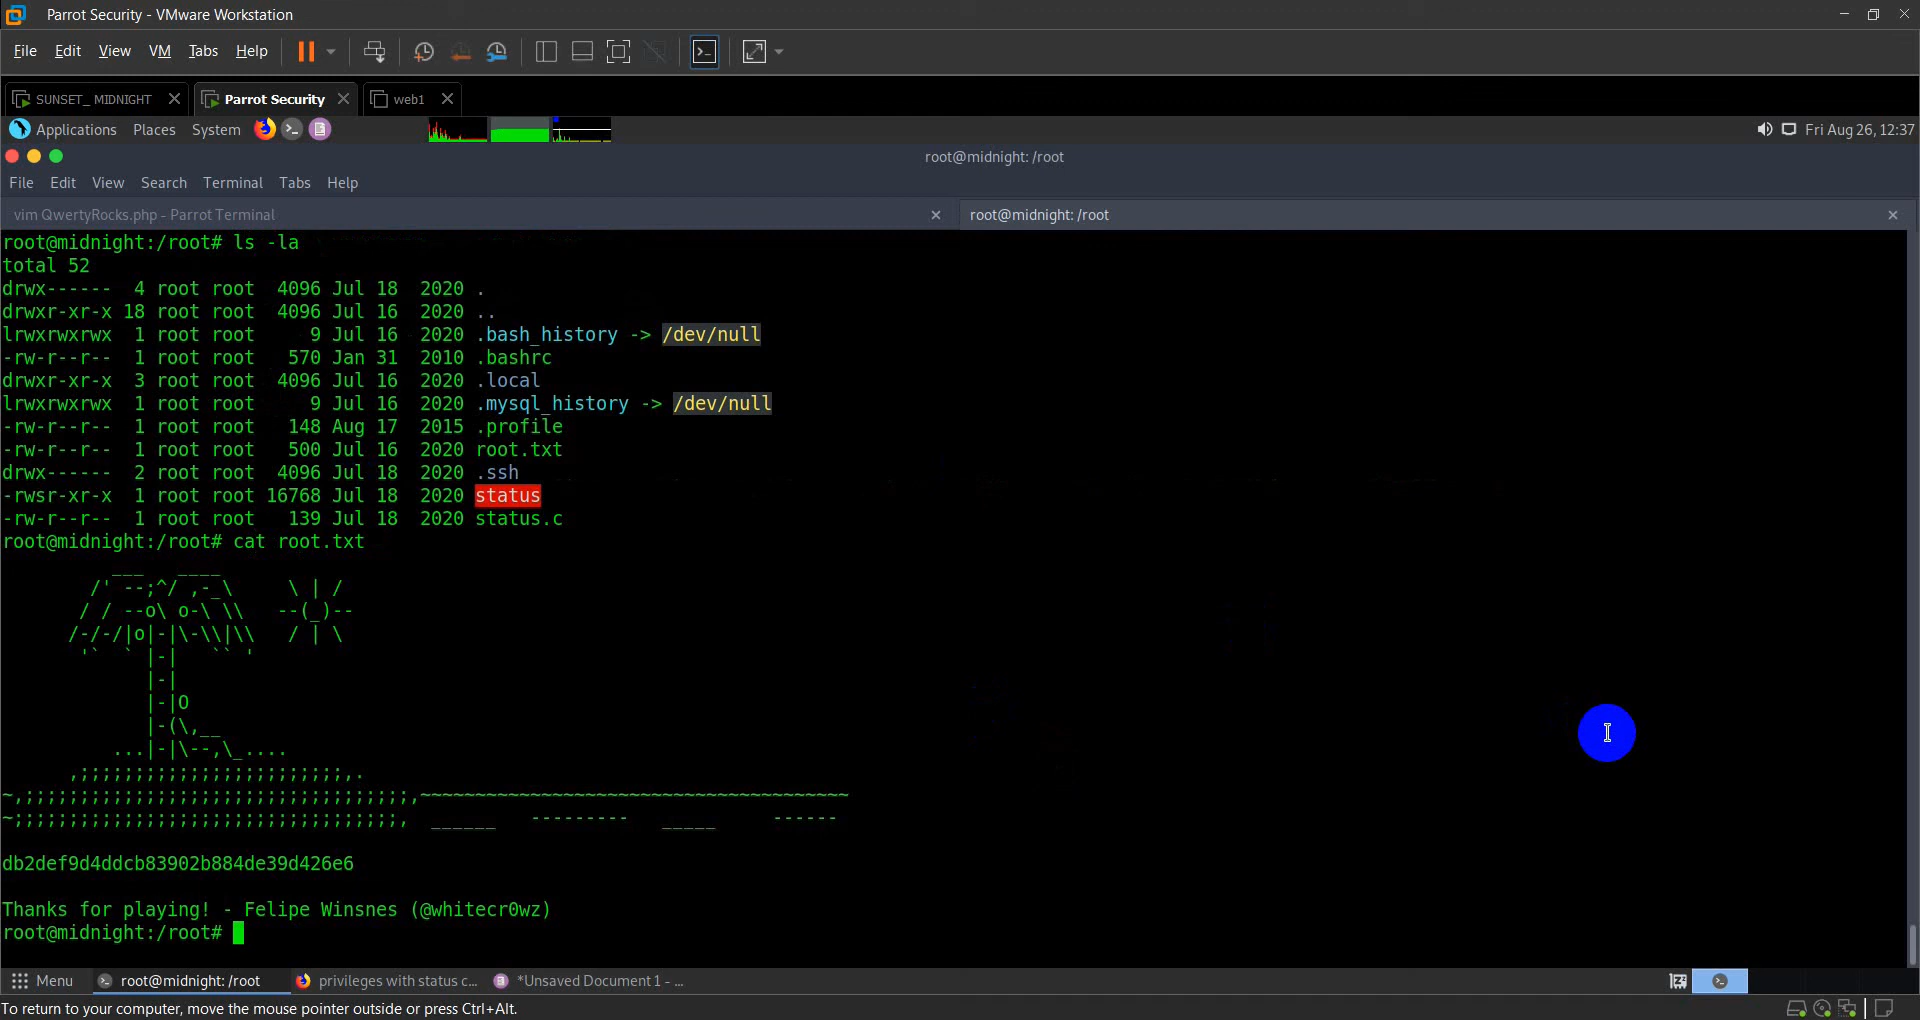 Parrot Security - VMware Workstation
File Edit View VM Tabs Help
SUNSET_ MIDNIGHT Parrot Security web1
Applications Places System Fri Aug 26, 12:37
root@midnight: /root
File Edit View Search Terminal Tabs Help
vim QwertyRocks.php - Parrot Terminal root@midnight: /root
root@midnight:/root# ls -la
total 52
drwx------  4 root root  4096 Jul 18  2020 .
drwxr-xr-x 18 root root  4096 Jul 16  2020 ..
lrwxrwxrwx  1 root root     9 Jul 16  2020 .bash_history -> /dev/null
-rw-r--r--  1 root root   570 Jan 31  2010 .bashrc
drwxr-xr-x  3 root root  4096 Jul 16  2020 .local
lrwxrwxrwx  1 root root     9 Jul 16  2020 .mysql_history -> /dev/null
-rw-r--r--  1 root root   148 Aug 17  2015 .profile
-rw-r--r--  1 root root   500 Jul 16  2020 root.txt
drwx------  2 root root  4096 Jul 18  2020 .ssh
-rwsr-xr-x  1 root root 16768 Jul 18  2020 status
-rw-r--r--  1 root root   139 Jul 18  2020 status.c
root@midnight:/root# cat root.txt
db2def9d4ddcb83902b884de39d426e6
Thanks for playing! - Felipe Winsnes (@whitecr0wz)
root@midnight:/root#
Menu root@midnight: /root privileges with status c... *Unsaved Document 1 - ...
To return to your computer, move the mouse pointer outside or press Ctrl+Alt.